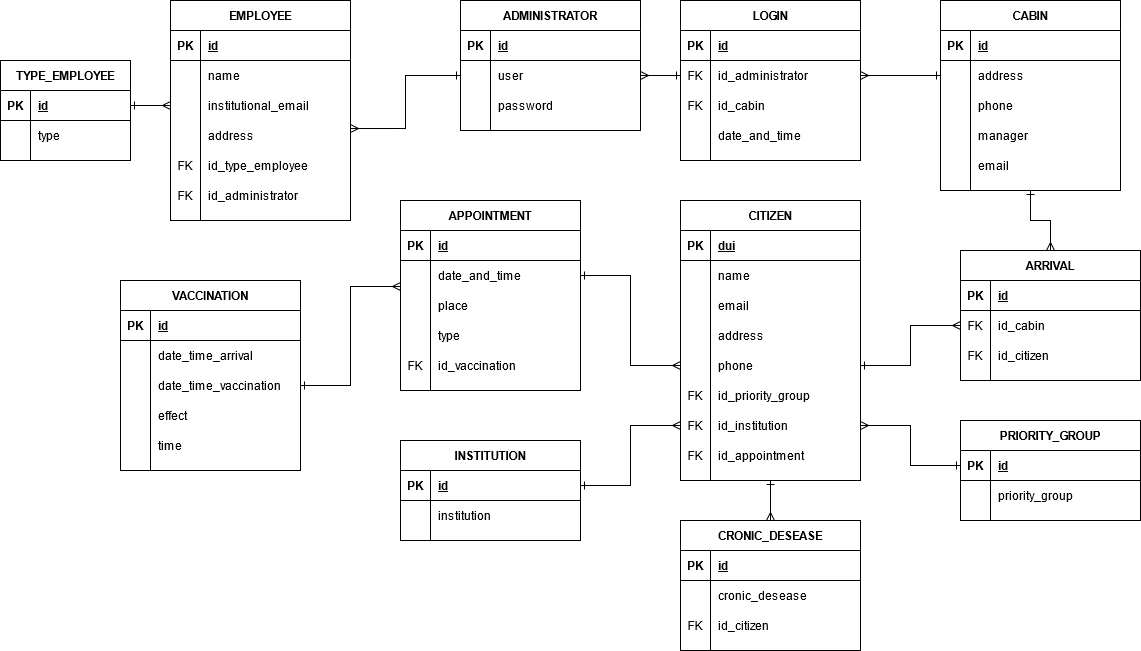 EMPLOYEE
PK id
name
institutional_email
address
FK id_type_employee
FK id_administrator
ADMINISTRATOR
PK id
user
password
LOGIN
PK id
FK id_administrator
FK id_cabin
date_and_time
CABIN
PK id
address
phone
manager
email
TYPE_EMPLOYEE
PK id
type
APPOINTMENT
PK id
date_and_time
place
type
FK id_vaccination
CITIZEN
PK dui
name
email
address
phone
FK id_priority_group
FK id_institution
FK id_appointment
ARRIVAL
PK id
FK id_cabin
FK id_citizen
VACCINATION
PK id
date_time_arrival
date_time_vaccination
effect
time
INSTITUTION
PK id
institution
PRIORITY_GROUP
PK id
priority_group
CRONIC_DESEASE
PK id
cronic_desease
FK id_citizen